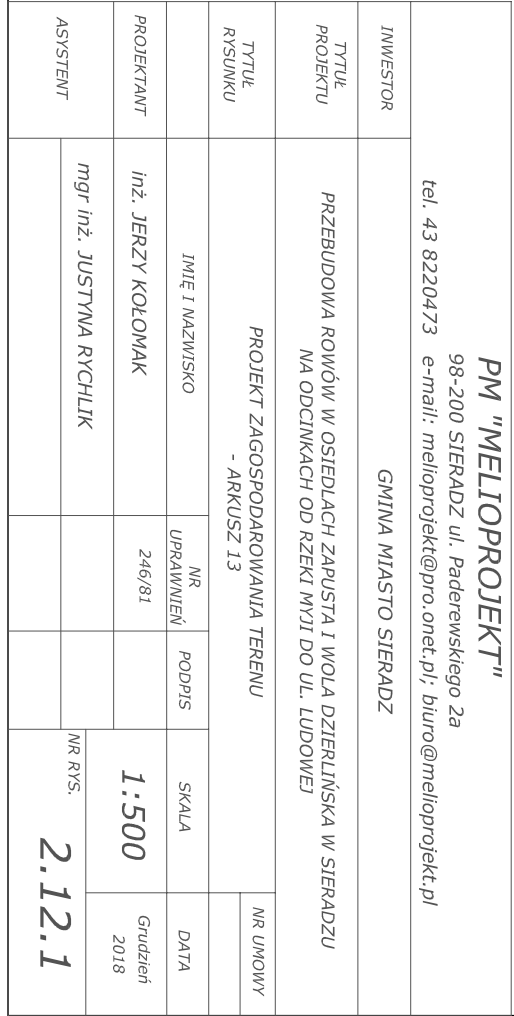 PM "MELIOPROJEKT"
98-200 SIERADZ ul. Paderewskiego 2a
tel. 43 8220473 e-mail: melioprojekt@pro.onet.pl; biuro@melioprojekt.pl
INWESTOR
GMINA MIASTO SIERADZ
TYTUŁ
PROJEKTU
PRZEBUDOWA ROWÓW W OSIEDLACH ZAPUSTA I WOLA DZIERLIŃSKA W SIERADZU
NA ODCINKACH OD RZEKI MYJI DO UL. LUDOWEJ
TYTUŁ
RYSUNKU
PROJEKT ZAGOSPODAROWANIA TERENU
- ARKUSZ 13
NR UMOWY
IMIĘ I NAZWISKO
NR
UPRAWNIEŃ
PODPIS
SKALA
DATA
PROJEKTANT
inż. JERZY KOŁOMAK
246/81
1:500
Grudzień
2018
ASYSTENT
mgr inż. JUSTYNA RYCHLIK
NR RYS.
2.12.1